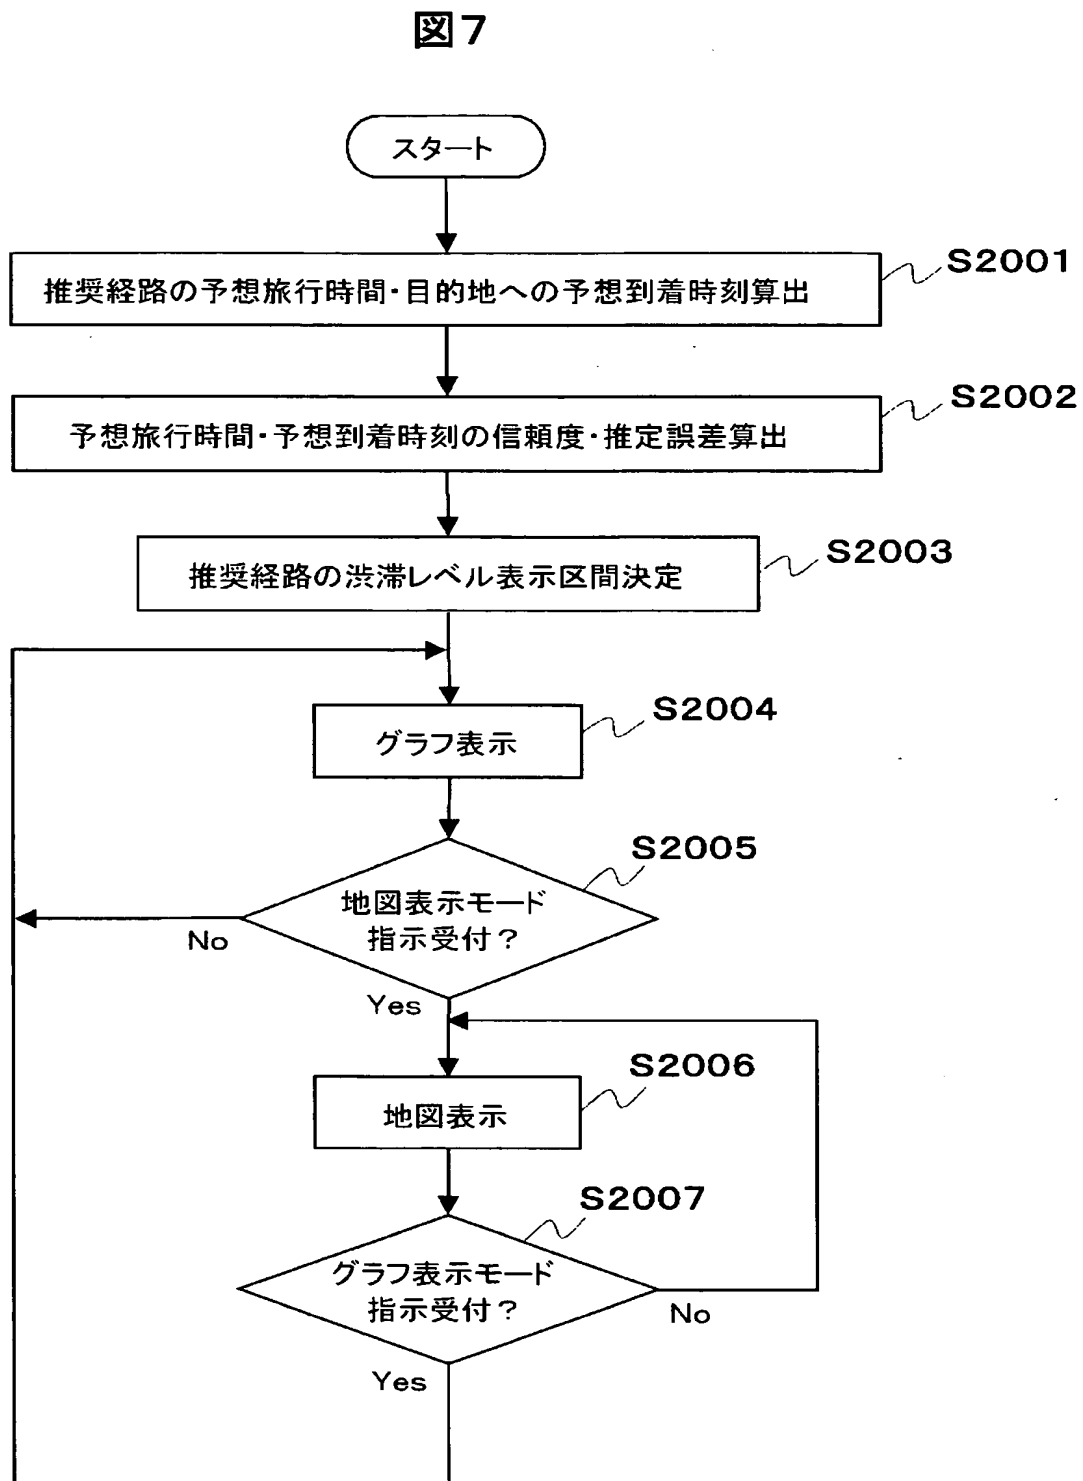 図7
スタート
推奨経路の予想旅行時間・目的地への予想到着時刻算出
S2001
予想旅行時間・予想到着時刻の信頼度・推定誤差算出
S2002
推奨経路の渋滞レベル表示区間決定
S2003
グラフ表示
S2004
地図表示モード
指示受付？
S2005
No
Yes
地図表示
S2006
グラフ表示モード
指示受付？
S2007
No
Yes